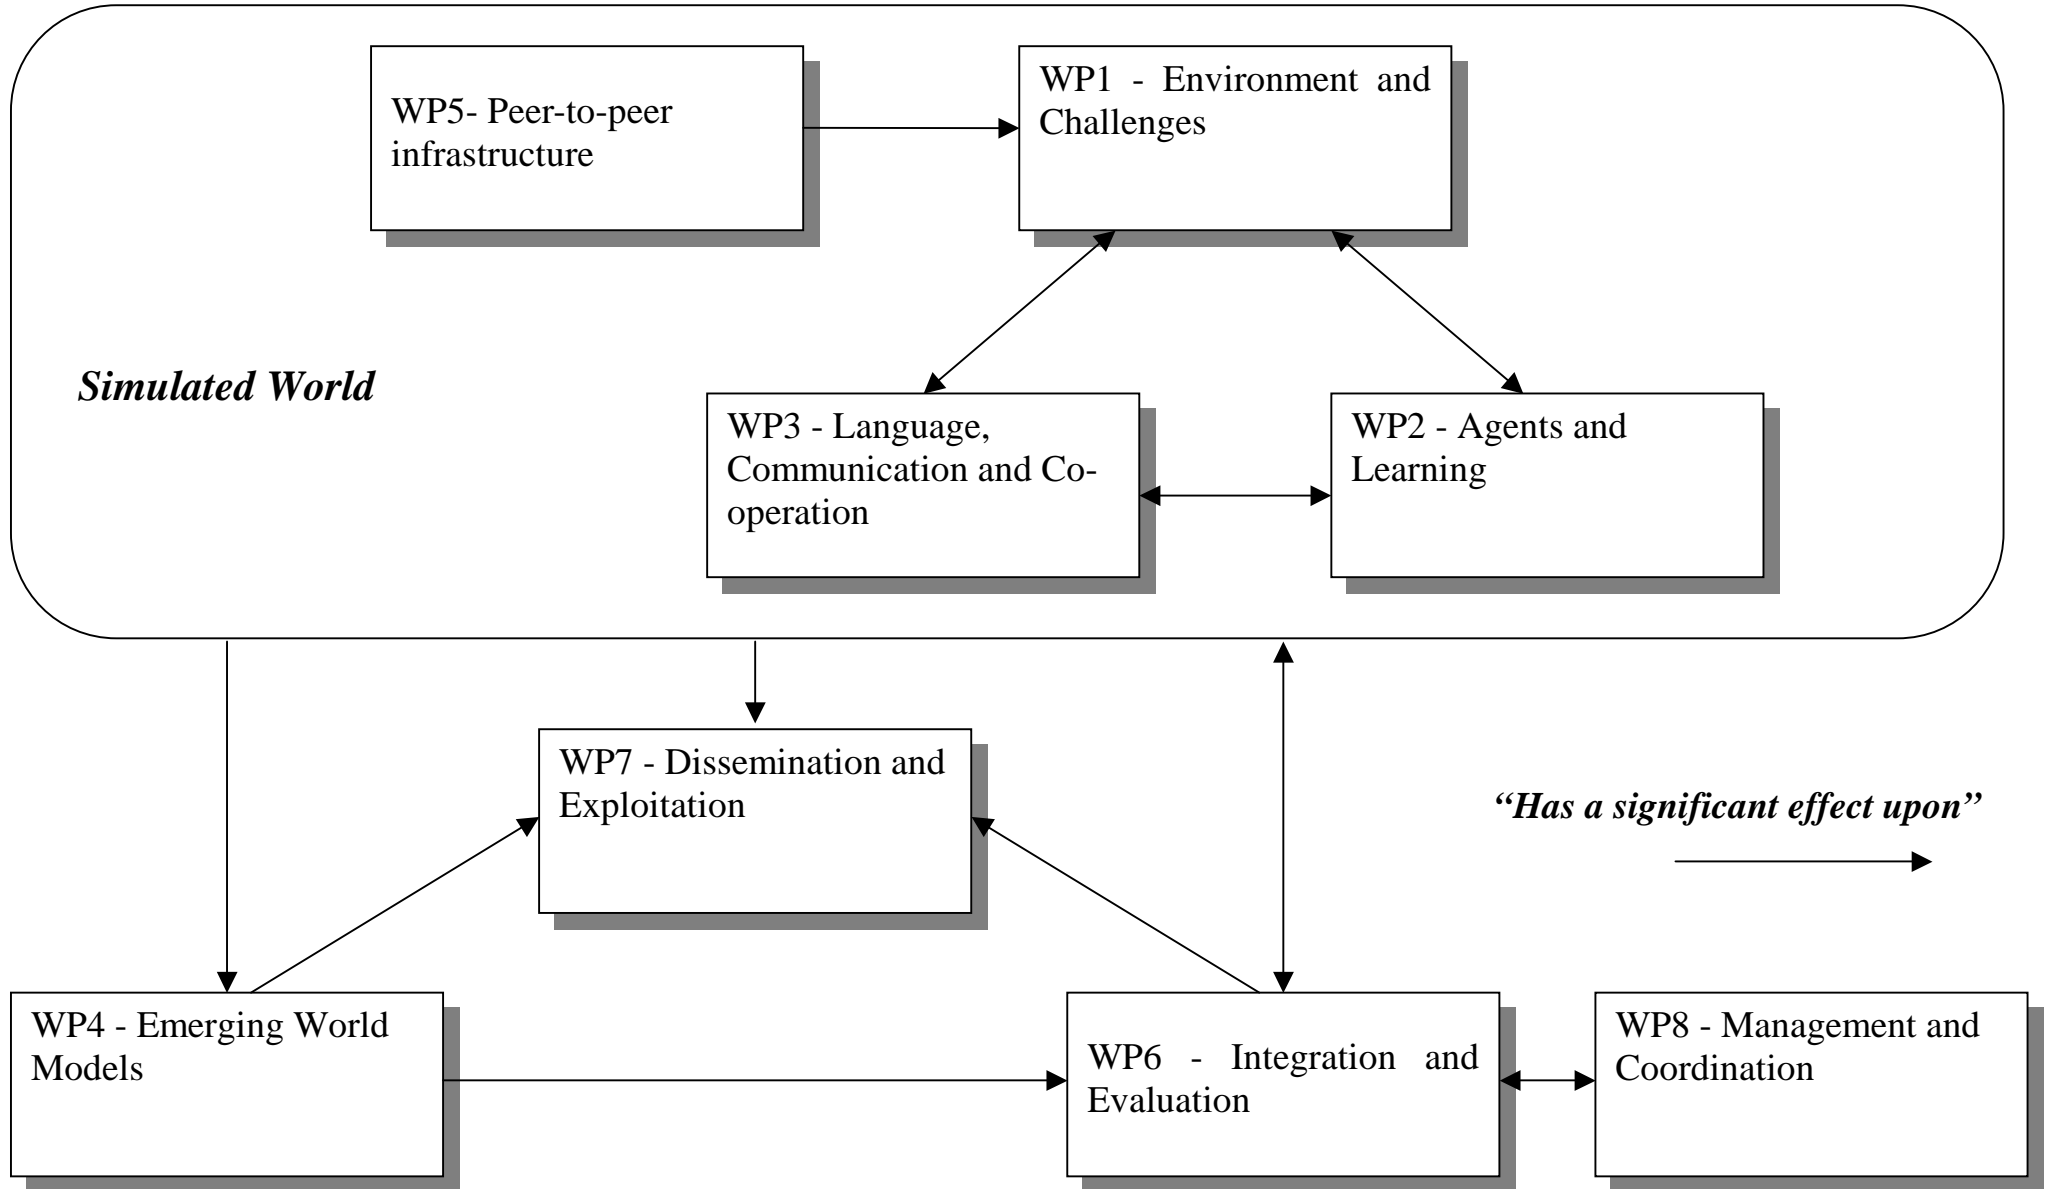 WP5- Peer-to-peer
infrastructure
WP1 - Environment and
Challenges
Simulated World
WP3 - Language,
Communication and Co-
operation
WP2 - Agents and
Learning
WP7 - Dissemination and
Exploitation
“Has a significant effect upon”
WP4 - Emerging World
Models
WP6 - Integration and
Evaluation
WP8 - Management and
Coordination